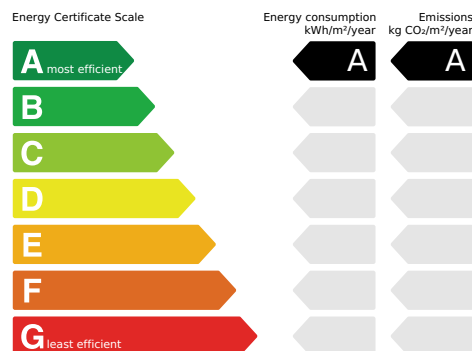 Energy Certificate Scale
Energy consumption
kWh/m²/year
Emissions
kg CO₂/m²/year
A most efficient
A
A
B
C
D
E
F
G least efficient